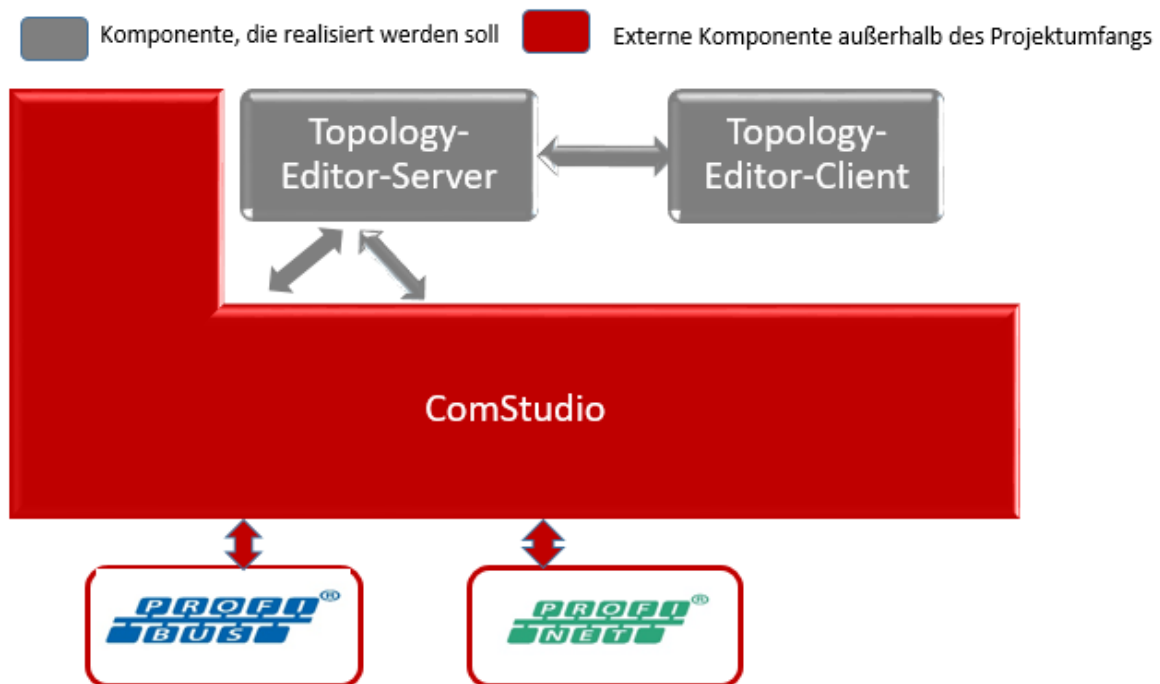 Komponente, die realisiert werden soll
Externe Komponente außerhalb des Projektumfangs
Topology-
Editor-Server
Topology-
Editor-Client
ComStudio
PROFI®
BUS
PROFI®
NET